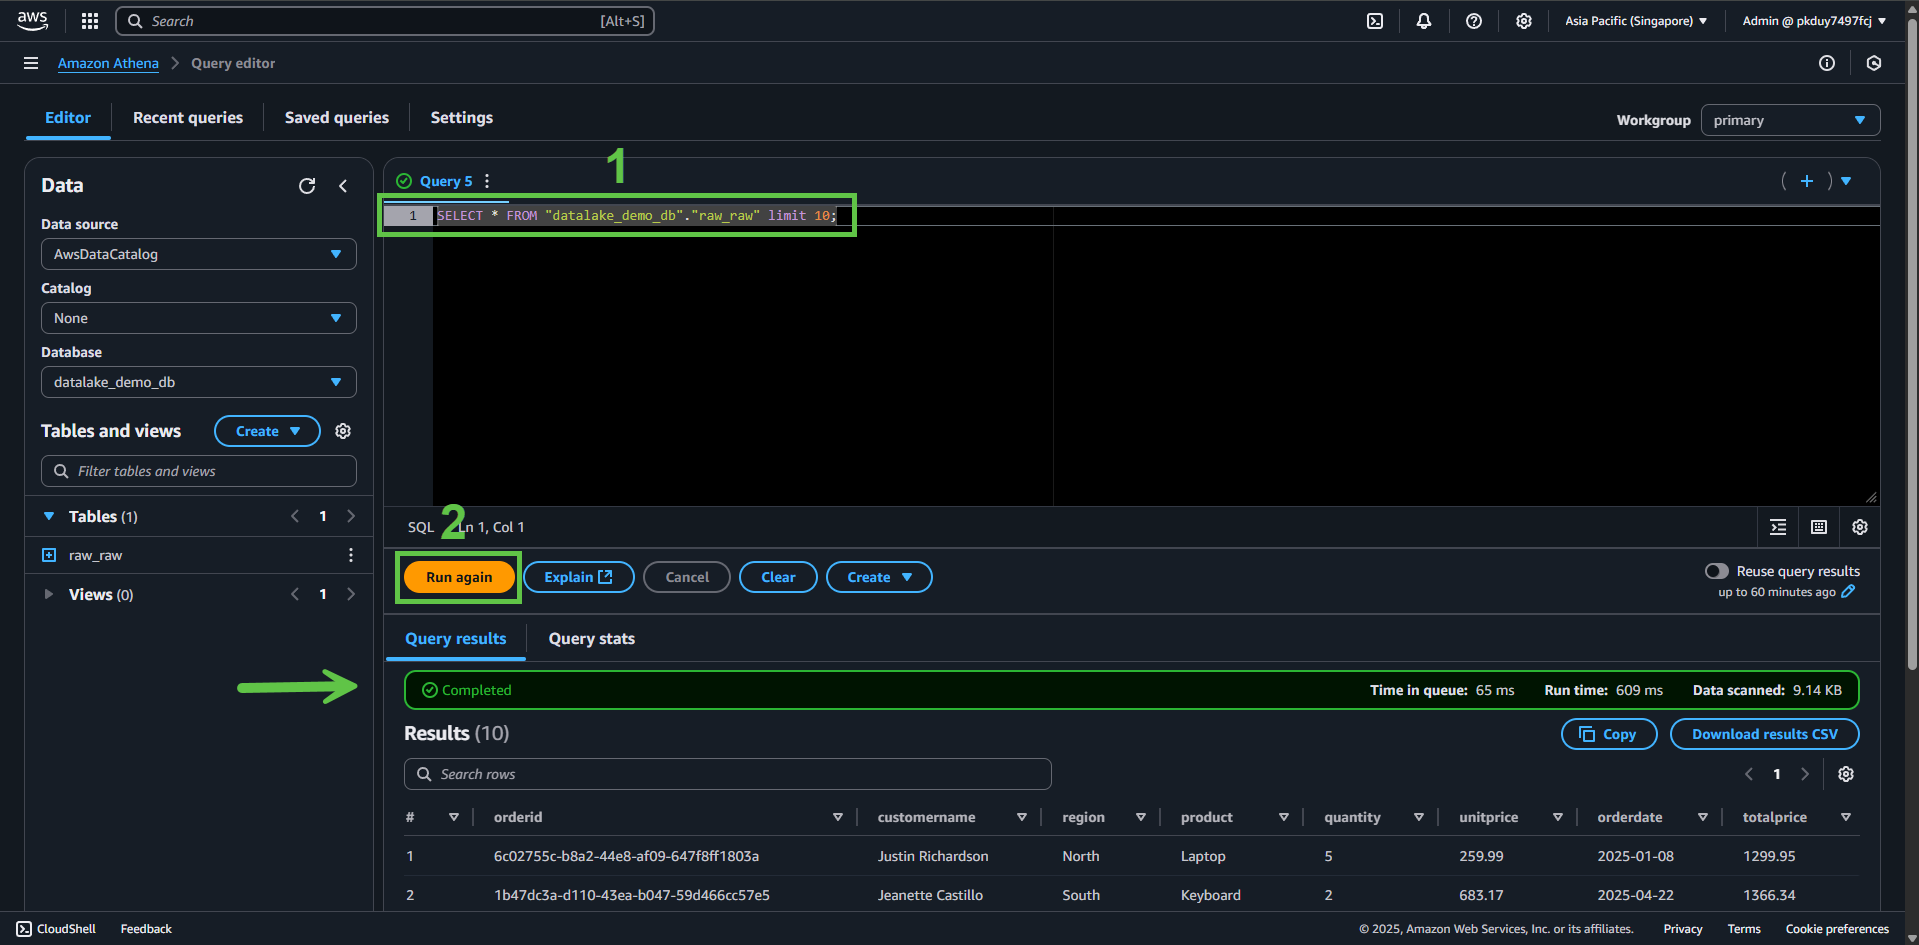 aws Search [Alt+S] Asia Pacific (Singapore) Admin @ pkduy7497fcj
Amazon Athena Query editor
Editor Recent queries Saved queries Settings Workgroup primary
1
Data
Query 5
1 SELECT * FROM "datalake_demo_db"."raw_raw" limit 10;
Data source
AwsDataCatalog
Catalog
None
Database
datalake_demo_db
Tables and views Create
Filter tables and views
Tables (1) 1
raw_raw
Views (0) 1
2
SQL Ln 1, Col 1
Run again Explain Cancel Clear Create
Reuse query results
up to 60 minutes ago
Query results Query stats
Completed Time in queue: 65 ms Run time: 609 ms Data scanned: 9.14 KB
Results (10) Copy Download results CSV
Search rows 1
# orderid customername region product quantity unitprice orderdate totalprice
1 6c02755c-b8a2-44e8-af09-647f8ff1803a Justin Richardson North Laptop 5 259.99 2025-01-08 1299.95
2 1b47dc3a-d110-43ea-b047-59d466cc57e5 Jeanette Castillo South Keyboard 2 683.17 2025-04-22 1366.34
CloudShell Feedback © 2025, Amazon Web Services, Inc. or its affiliates. Privacy Terms Cookie preferences